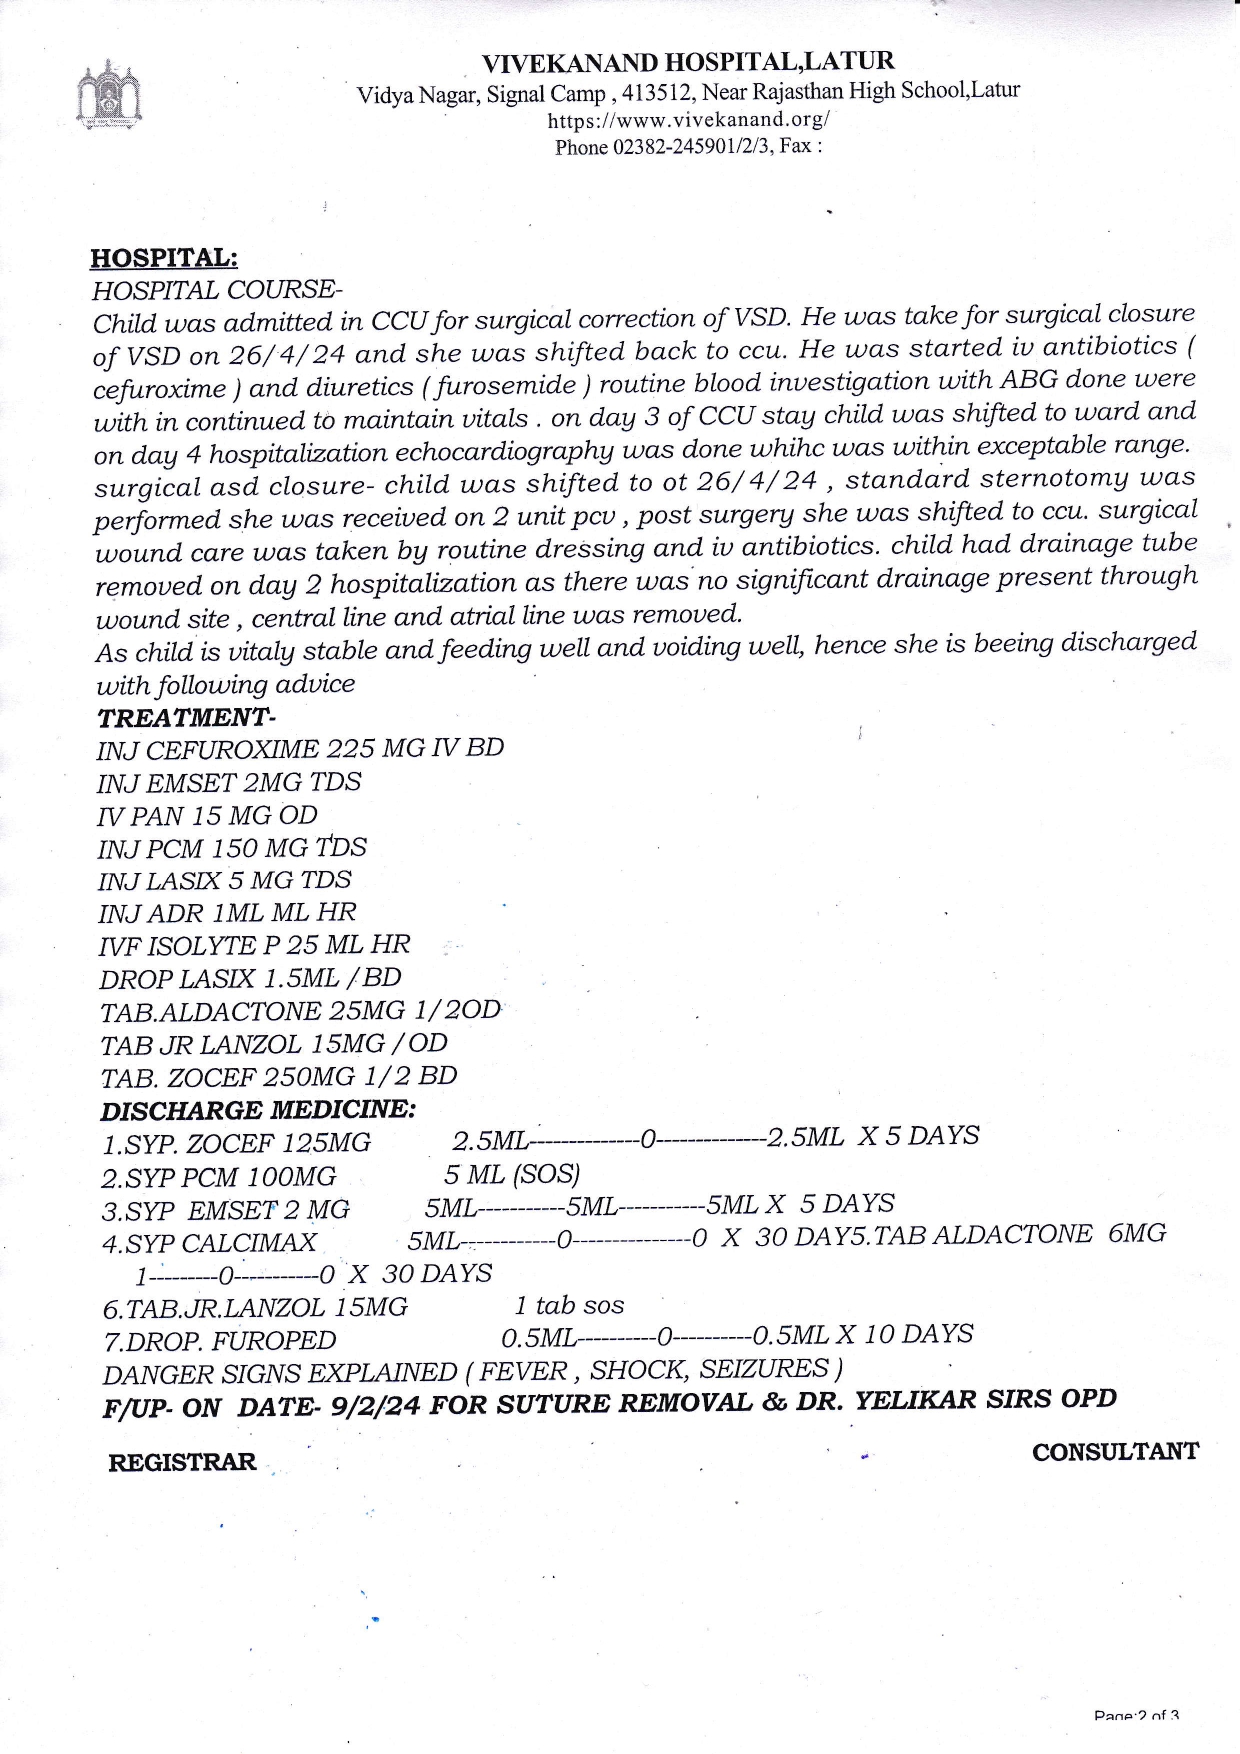 VIVEKANAND HOSPITAL,LATUR
Vidya Nagar, Signal Camp , 413512, Near Rajasthan High School,Latur
https://www.vivekanand.org/
Phone 02382-245901/2/3, Fax :
HOSPITAL:
HOSPITAL COURSE-
Child was admitted in CCU for surgical correction of VSD. He was take for surgical closure
of VSD on 26/4/24 and she was shifted back to ccu. He was started iv antibiotics (
cefuroxime ) and diuretics ( furosemide ) routine blood investigation with ABG done were
with in continued to maintain vitals . on day 3 of CCU stay child was shifted to ward and
on day 4 hospitalization echocardiography was done whihc was within exceptable range.
surgical asd closure- child was shifted to ot 26/4/24 , standard sternotomy was
performed she was received on 2 unit pcv , post surgery she was shifted to ccu. surgical
wound care was taken by routine dressing and iv antibiotics. child had drainage tube
removed on day 2 hospitalization as there was no significant drainage present through
wound site , central line and atrial line was removed.
As child is vitaly stable and feeding well and voiding well, hence she is beeing discharged
with following advice
TREATMENT-
INJ CEFUROXIME 225 MG IV BD
INJ EMSET 2MG TDS
IV PAN 15 MG OD
INJ PCM 150 MG TDS
INJ LASIX 5 MG TDS
INJ ADR 1ML ML HR
IVF ISOLYTE P 25 ML HR
DROP LASIX 1.5ML /BD
TAB.ALDACTONE 25MG 1/2OD
TAB JR LANZOL 15MG /OD
TAB. ZOCEF 250MG 1/2 BD
DISCHARGE MEDICINE:
1.SYP. ZOCEF 125MG 2.5ML--------------0--------------2.5ML X 5 DAYS
2.SYP PCM 100MG 5 ML (SOS)
3.SYP EMSET 2 MG 5ML-----------5ML-----------5ML X 5 DAYS
4.SYP CALCIMAX 5ML------------0---------------0 X 30 DAY5.TAB ALDACTONE 6MG
1---------0-----------0 X 30 DAYS
6.TAB.JR.LANZOL 15MG 1 tab sos
7.DROP. FUROPED 0.5ML----------0----------0.5ML X 10 DAYS
DANGER SIGNS EXPLAINED ( FEVER , SHOCK, SEIZURES )
F/UP- ON DATE- 9/2/24 FOR SUTURE REMOVAL & DR. YELIKAR SIRS OPD
REGISTRAR CONSULTANT
Page:2 of 3